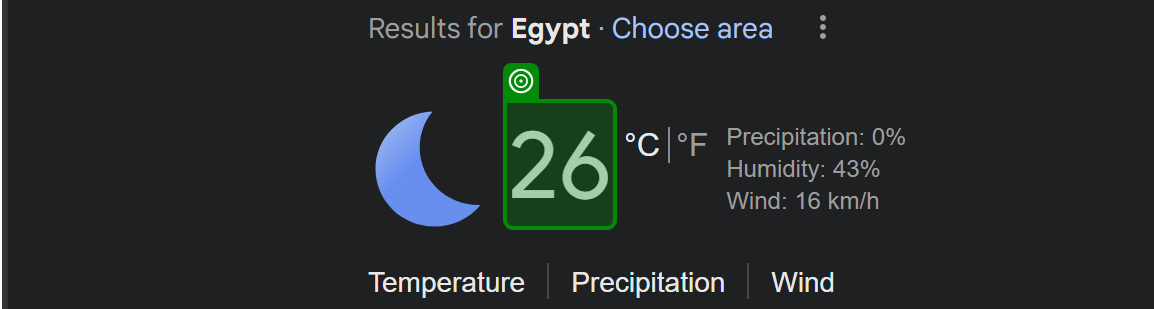 Results for Egypt · Choose area
26 °C | °F
Precipitation: 0%
Humidity: 43%
Wind: 16 km/h
Temperature | Precipitation | Wind